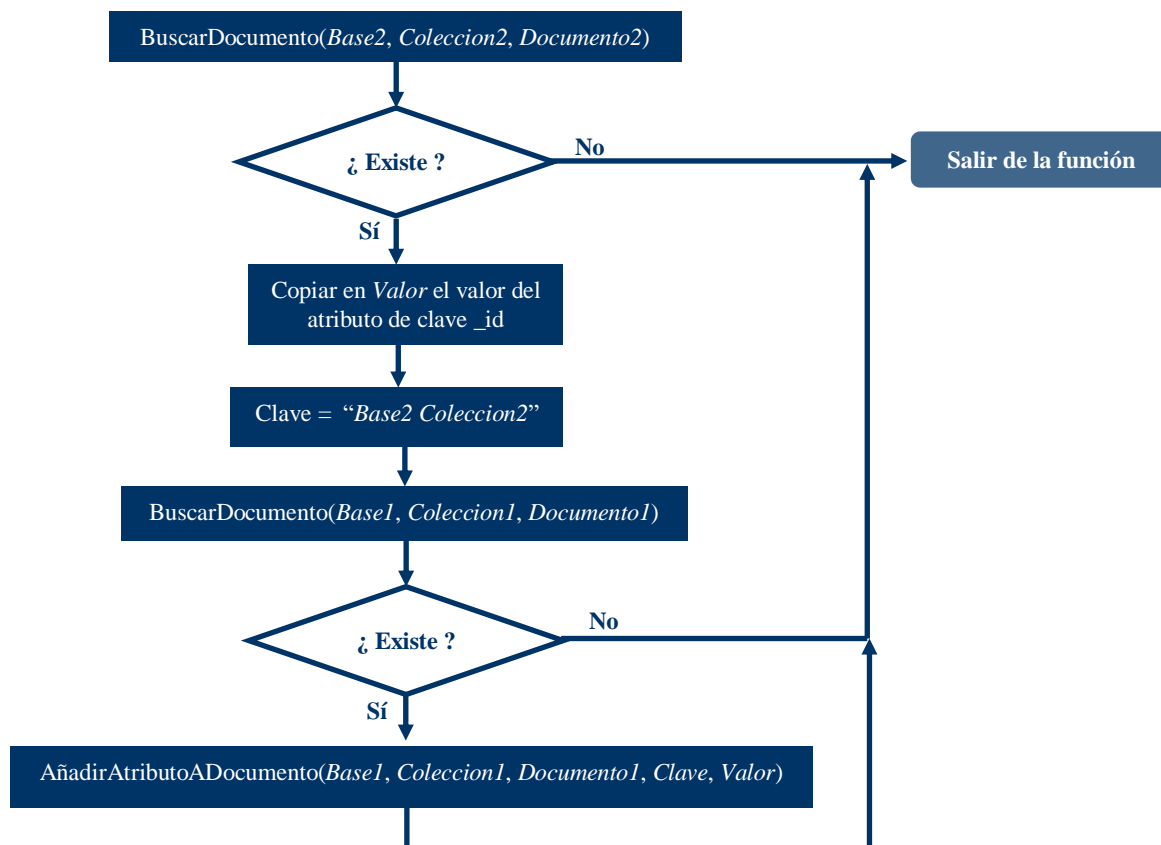 BuscarDocumento(Base2, Coleccion2, Documento2)
¿ Existe ?
No
Salir de la función
Sí
Copiar en Valor el valor del
atributo de clave _id
Clave = “Base2 Coleccion2”
BuscarDocumento(Base1, Coleccion1, Documento1)
¿ Existe ?
No
Sí
AñadirAtributoADocumento(Base1, Coleccion1, Documento1, Clave, Valor)